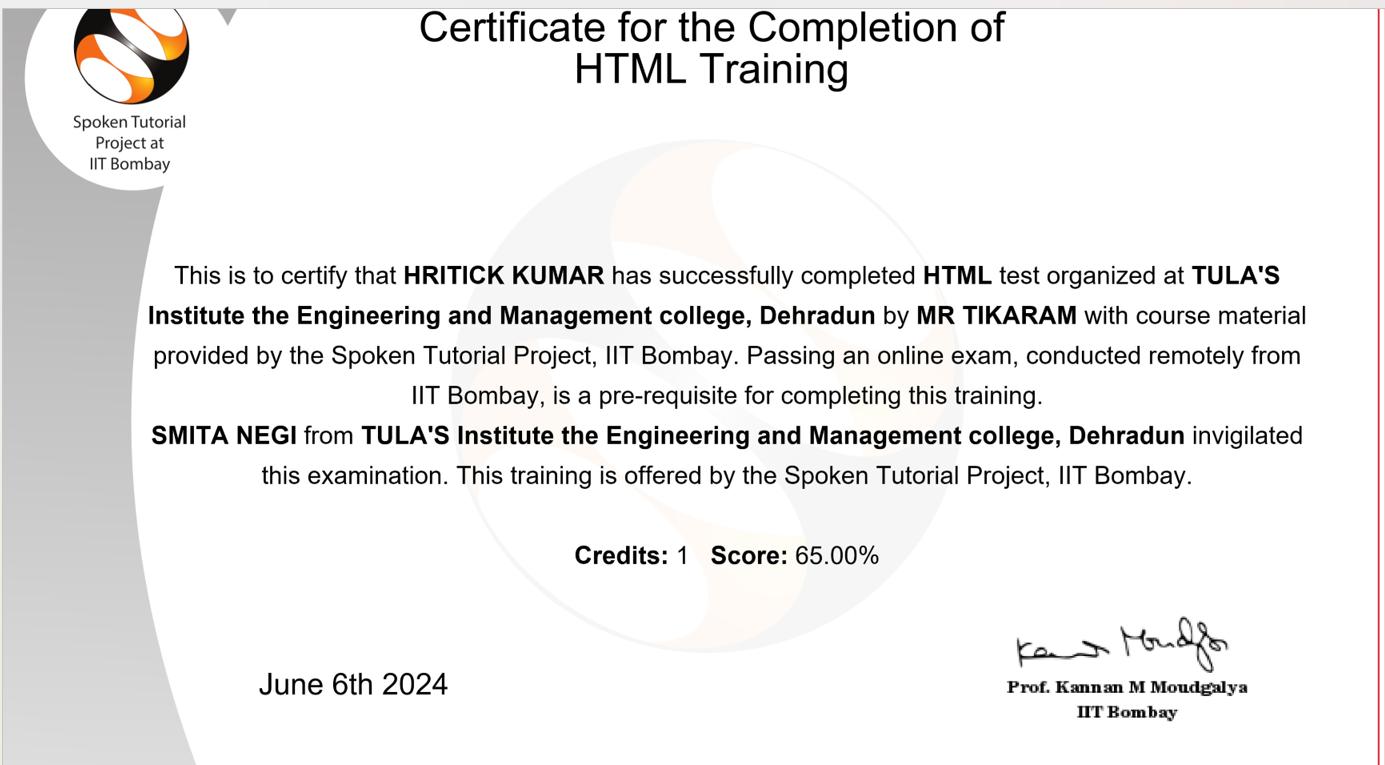 Certificate for the Completion of
HTML Training
Spoken Tutorial
Project at
IIT Bombay
This is to certify that HRITICK KUMAR has successfully completed HTML test organized at TULA'S
Institute the Engineering and Management college, Dehradun by MR TIKARAM with course material
provided by the Spoken Tutorial Project, IIT Bombay. Passing an online exam, conducted remotely from
IIT Bombay, is a pre-requisite for completing this training.
SMITA NEGI from TULA'S Institute the Engineering and Management college, Dehradun invigilated
this examination. This training is offered by the Spoken Tutorial Project, IIT Bombay.
Credits: 1 Score: 65.00%
June 6th 2024
Prof. Kannan M Moudgalya
IIT Bombay